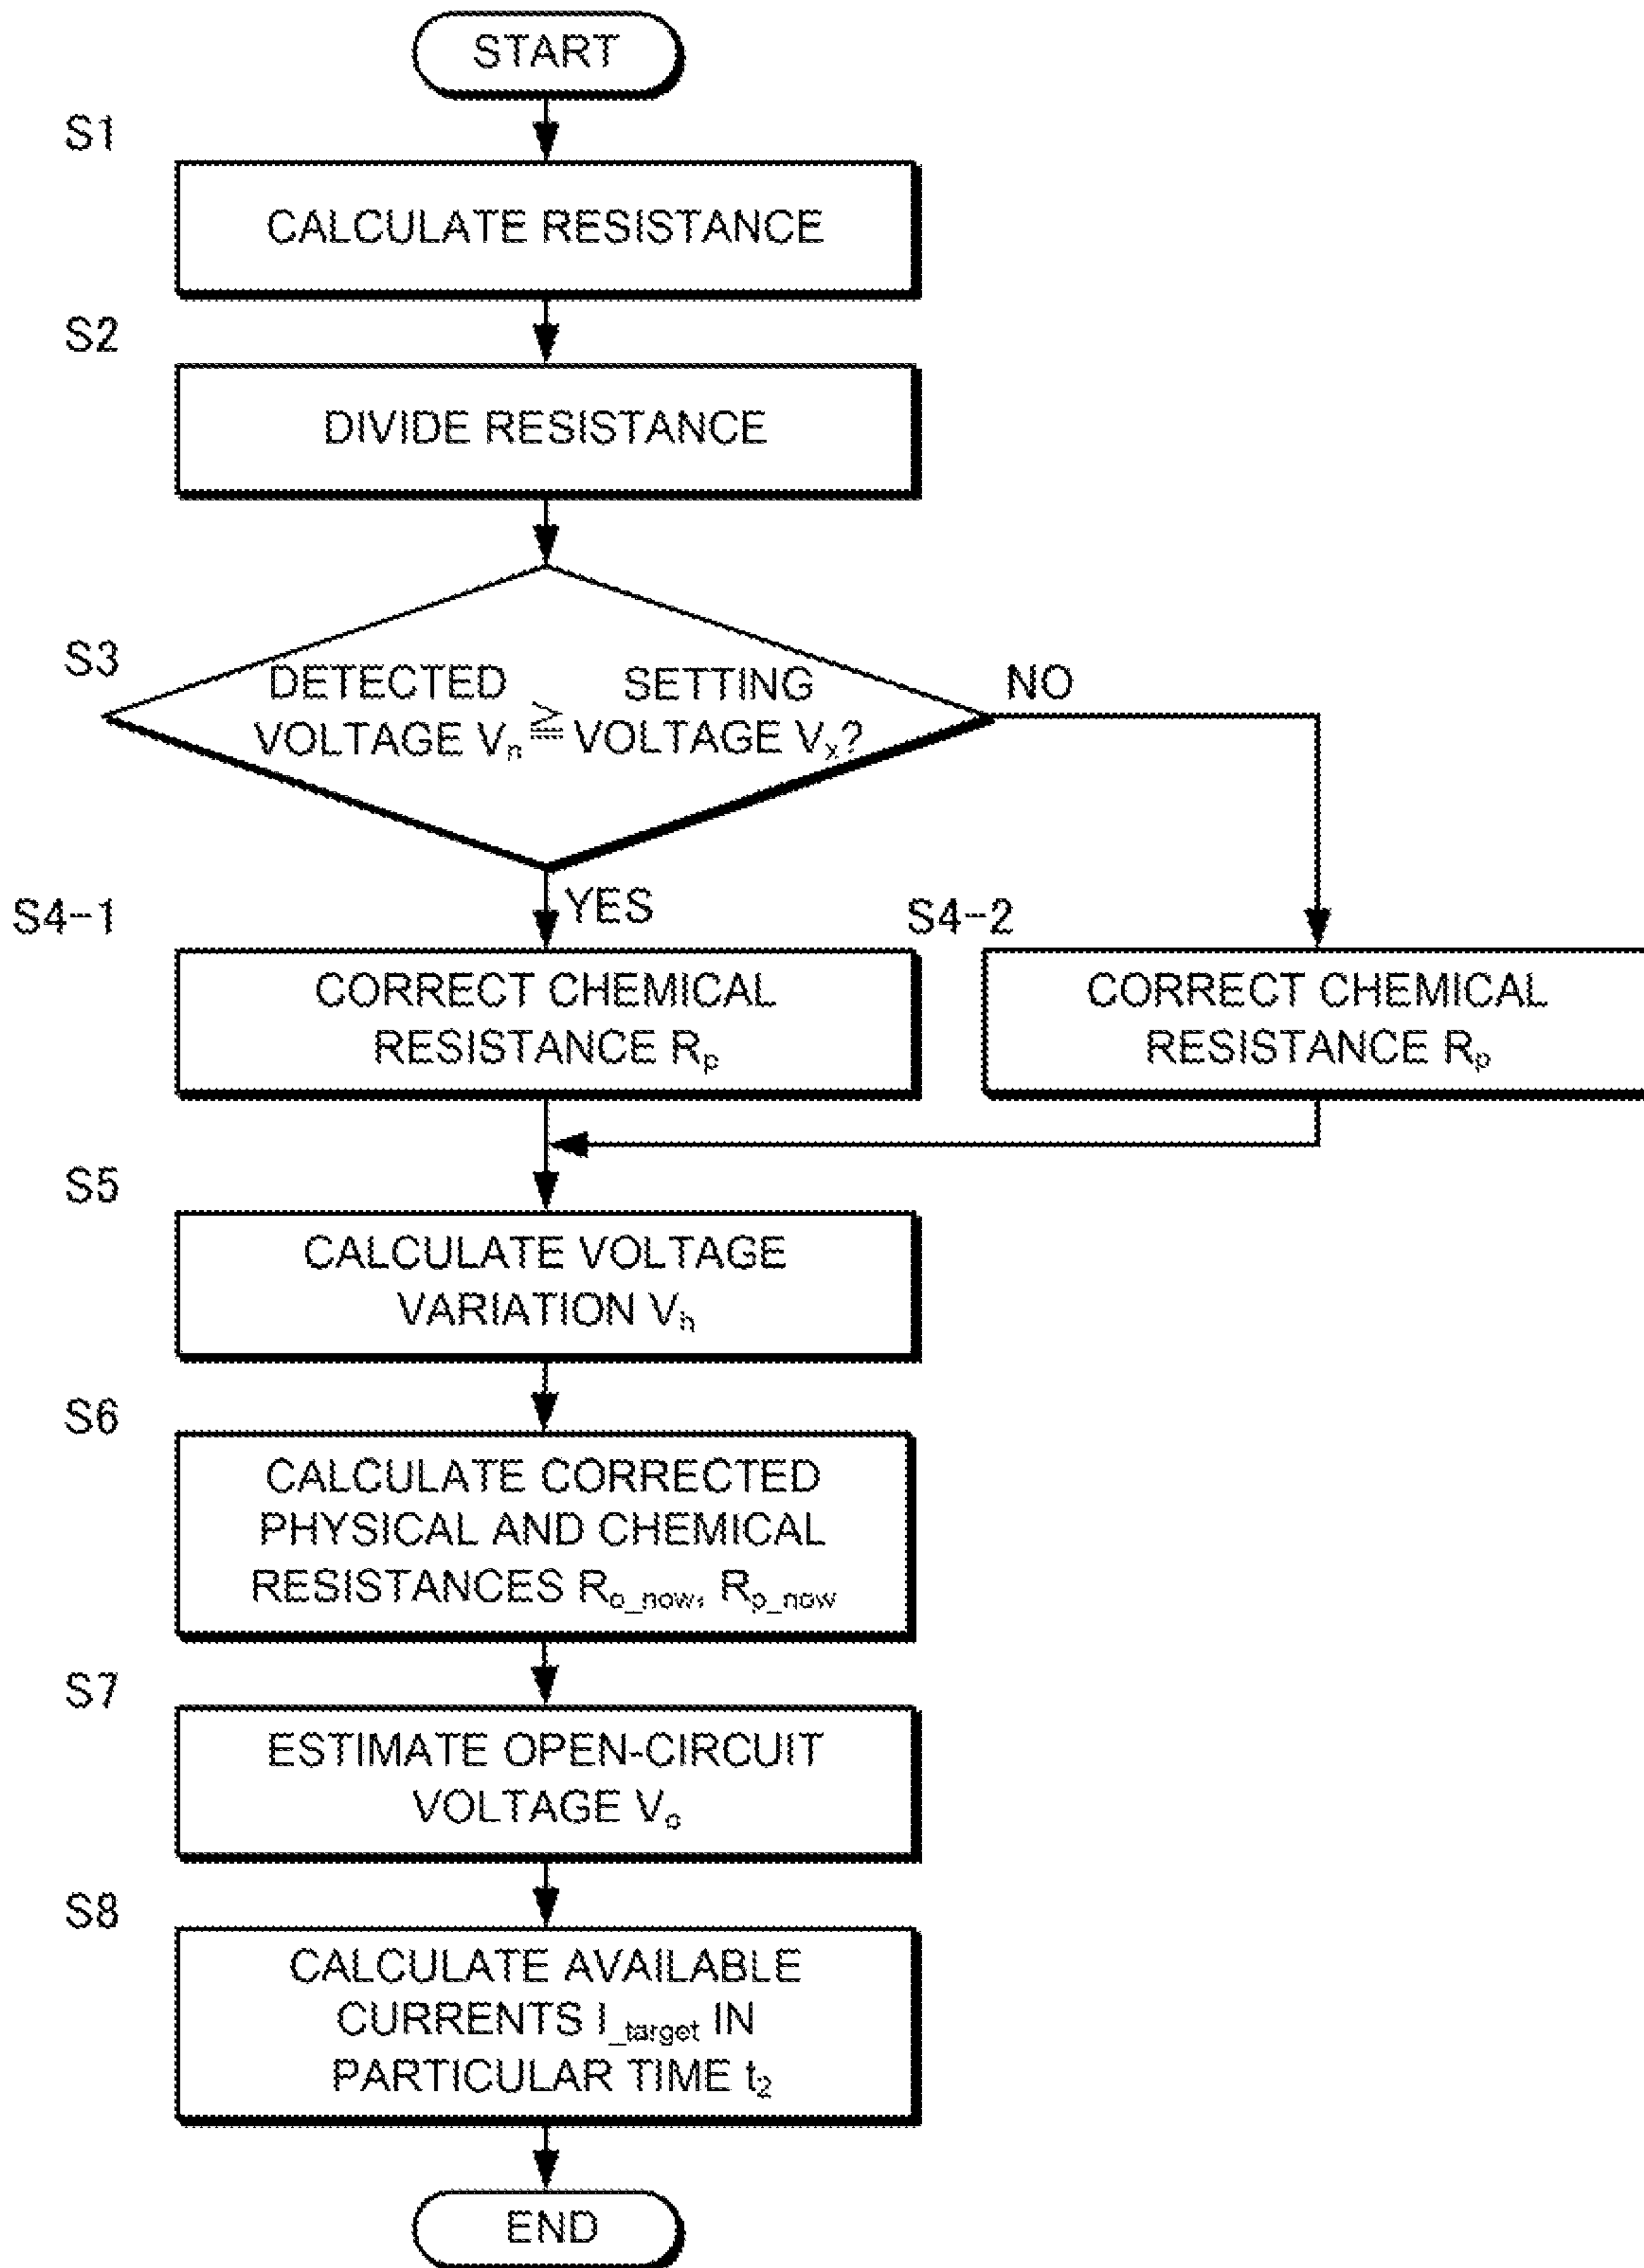 START
S1
CALCULATE RESISTANCE
S2
DIVIDE RESISTANCE
S3
DETECTED VOLTAGE Vn ≧ SETTING VOLTAGE Vx?
NO
YES
S4-1
CORRECT CHEMICAL
RESISTANCE Rp
S4-2
CORRECT CHEMICAL
RESISTANCE Rp
S5
CALCULATE VOLTAGE
VARIATION Vh
S6
CALCULATE CORRECTED
PHYSICAL AND CHEMICAL
RESISTANCES Ro_now, Rp_now
S7
ESTIMATE OPEN-CIRCUIT
VOLTAGE Vo
S8
CALCULATE AVAILABLE
CURRENTS I_target IN
PARTICULAR TIME t2
END